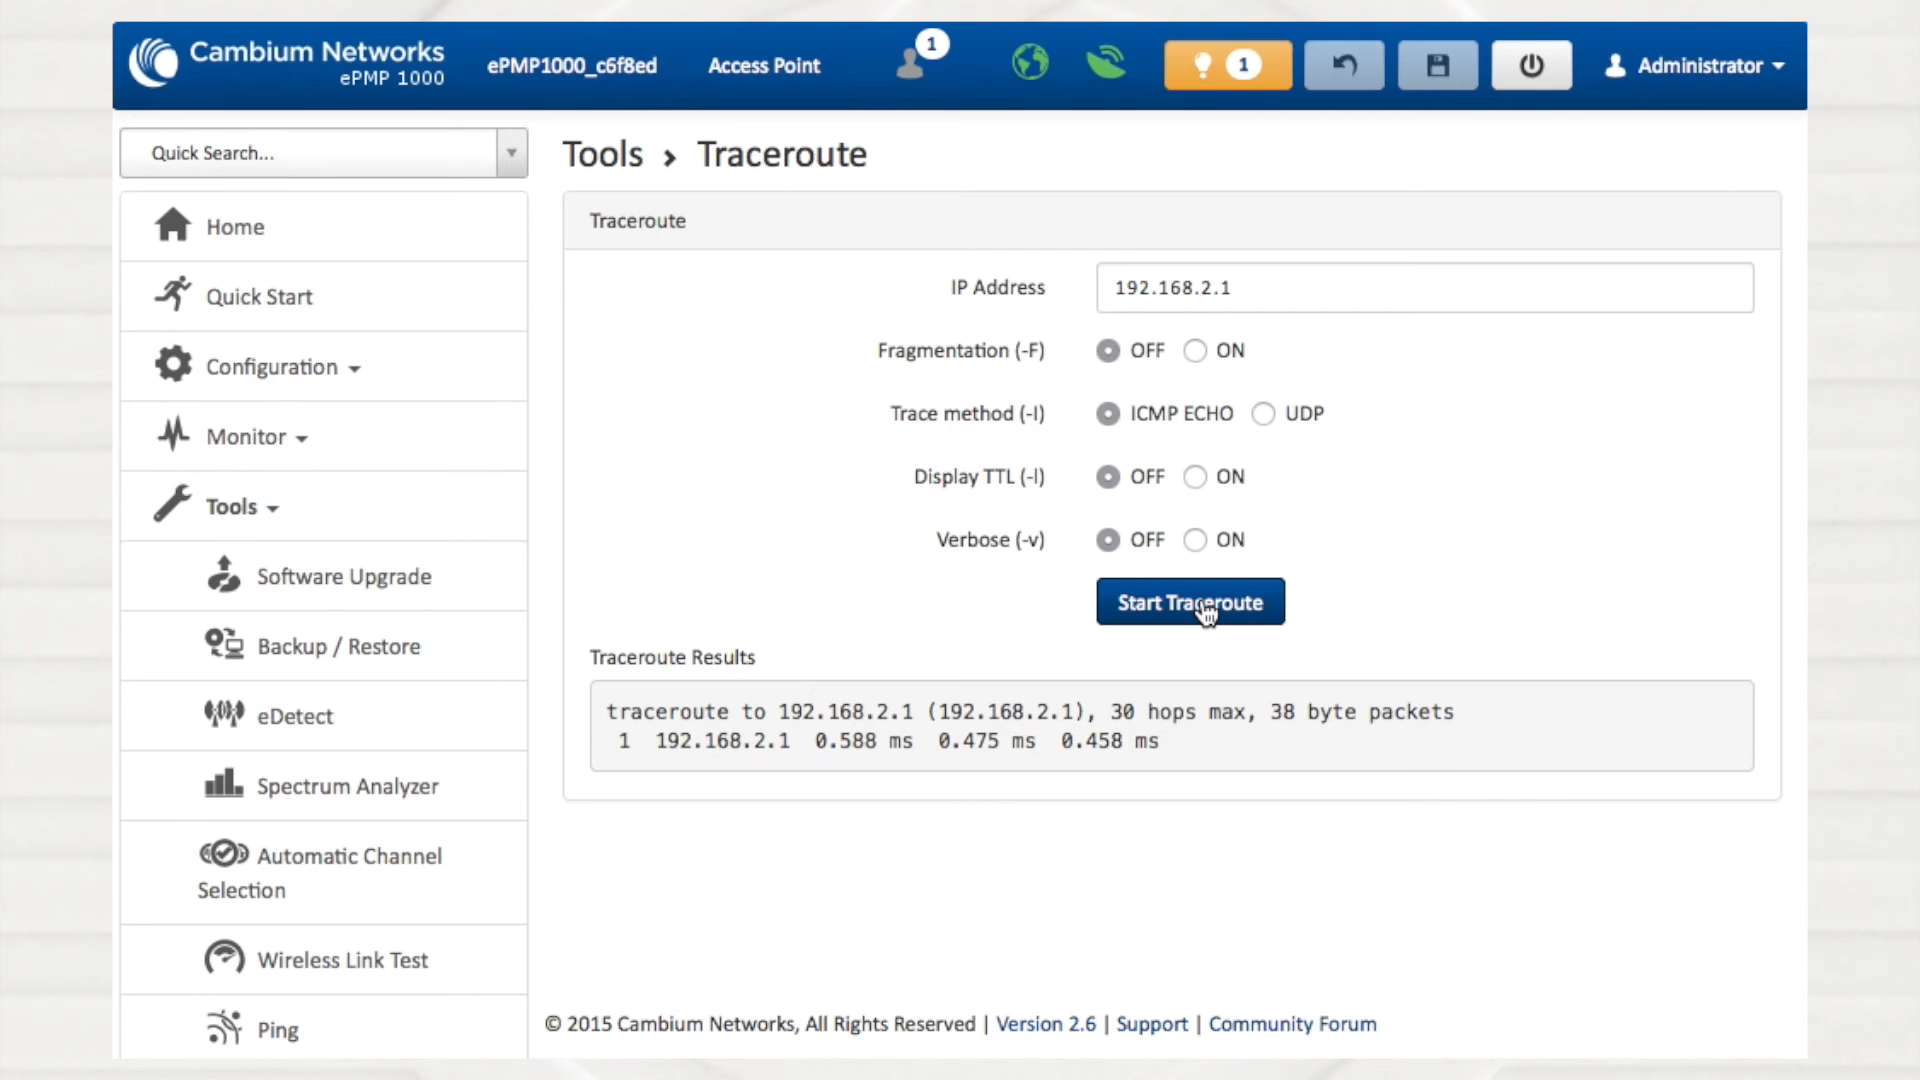 Cambium Networks
ePMP 1000
ePMP1000_c6f8ed
Access Point
1
1
Administrator
Quick Search...
Home
Quick Start
Configuration
Monitor
Tools
Software Upgrade
Backup / Restore
eDetect
Spectrum Analyzer
Automatic Channel
Selection
Wireless Link Test
Ping
Tools › Traceroute
Traceroute
IP Address 192.168.2.1
Fragmentation (-F) OFF ON
Trace method (-I) ICMP ECHO UDP
Display TTL (-l) OFF ON
Verbose (-v) OFF ON
Start Traceroute
Traceroute Results
traceroute to 192.168.2.1 (192.168.2.1), 30 hops max, 38 byte packets
1 192.168.2.1 0.588 ms 0.475 ms 0.458 ms
© 2015 Cambium Networks, All Rights Reserved | Version 2.6 | Support | Community Forum